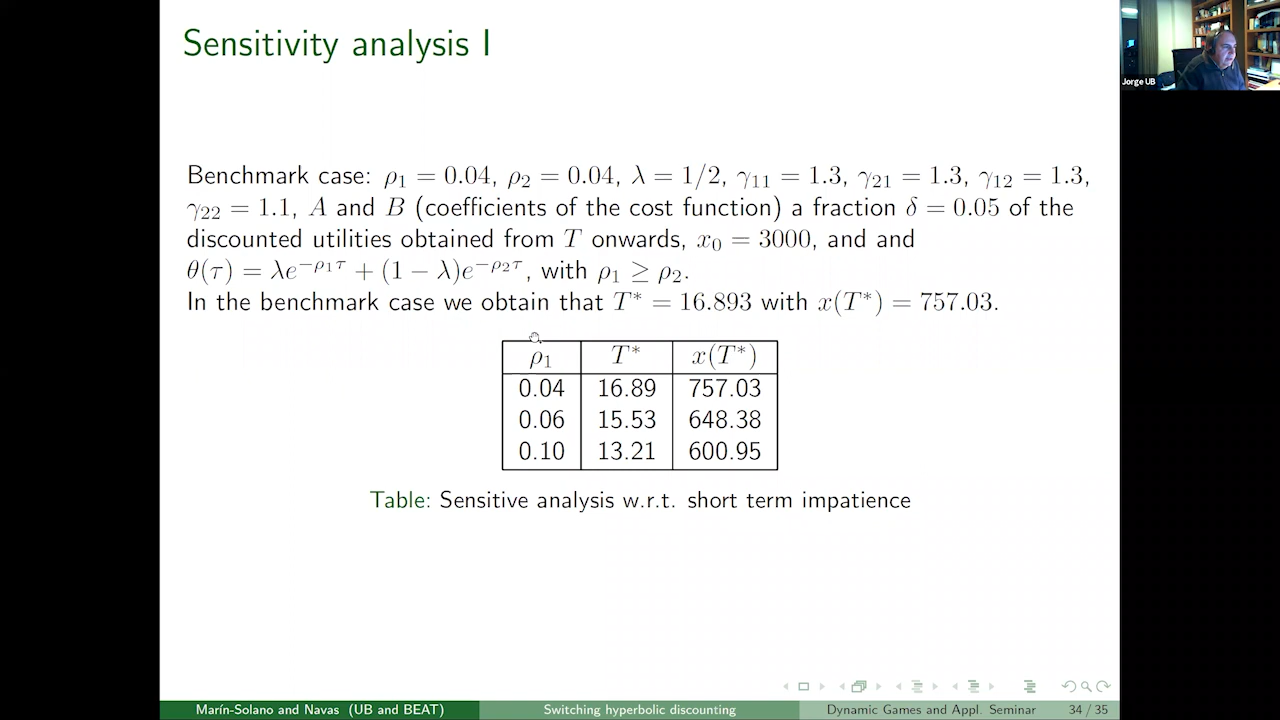 Sensitivity analysis I
Jorge UB
Benchmark case: ρ₁ = 0.04, ρ₂ = 0.04, λ = 1/2, γ₁₁ = 1.3, γ₂₁ = 1.3, γ₁₂ = 1.3,
γ₂₂ = 1.1, A and B (coefficients of the cost function) a fraction δ = 0.05 of the
discounted utilities obtained from T onwards, x₀ = 3000, and and
θ(τ) = λe^{−ρ₁τ} + (1 − λ)e^{−ρ₂τ}, with ρ₁ ≥ ρ₂.
In the benchmark case we obtain that T* = 16.893 with x(T*) = 757.03.
ρ₁ T* x(T*)
0.04 16.89 757.03
0.06 15.53 648.38
0.10 13.21 600.95
Table: Sensitive analysis w.r.t. short term impatience
Marín-Solano and Navas (UB and BEAT) Switching hyperbolic discounting Dynamic Games and Appl. Seminar 34 / 35